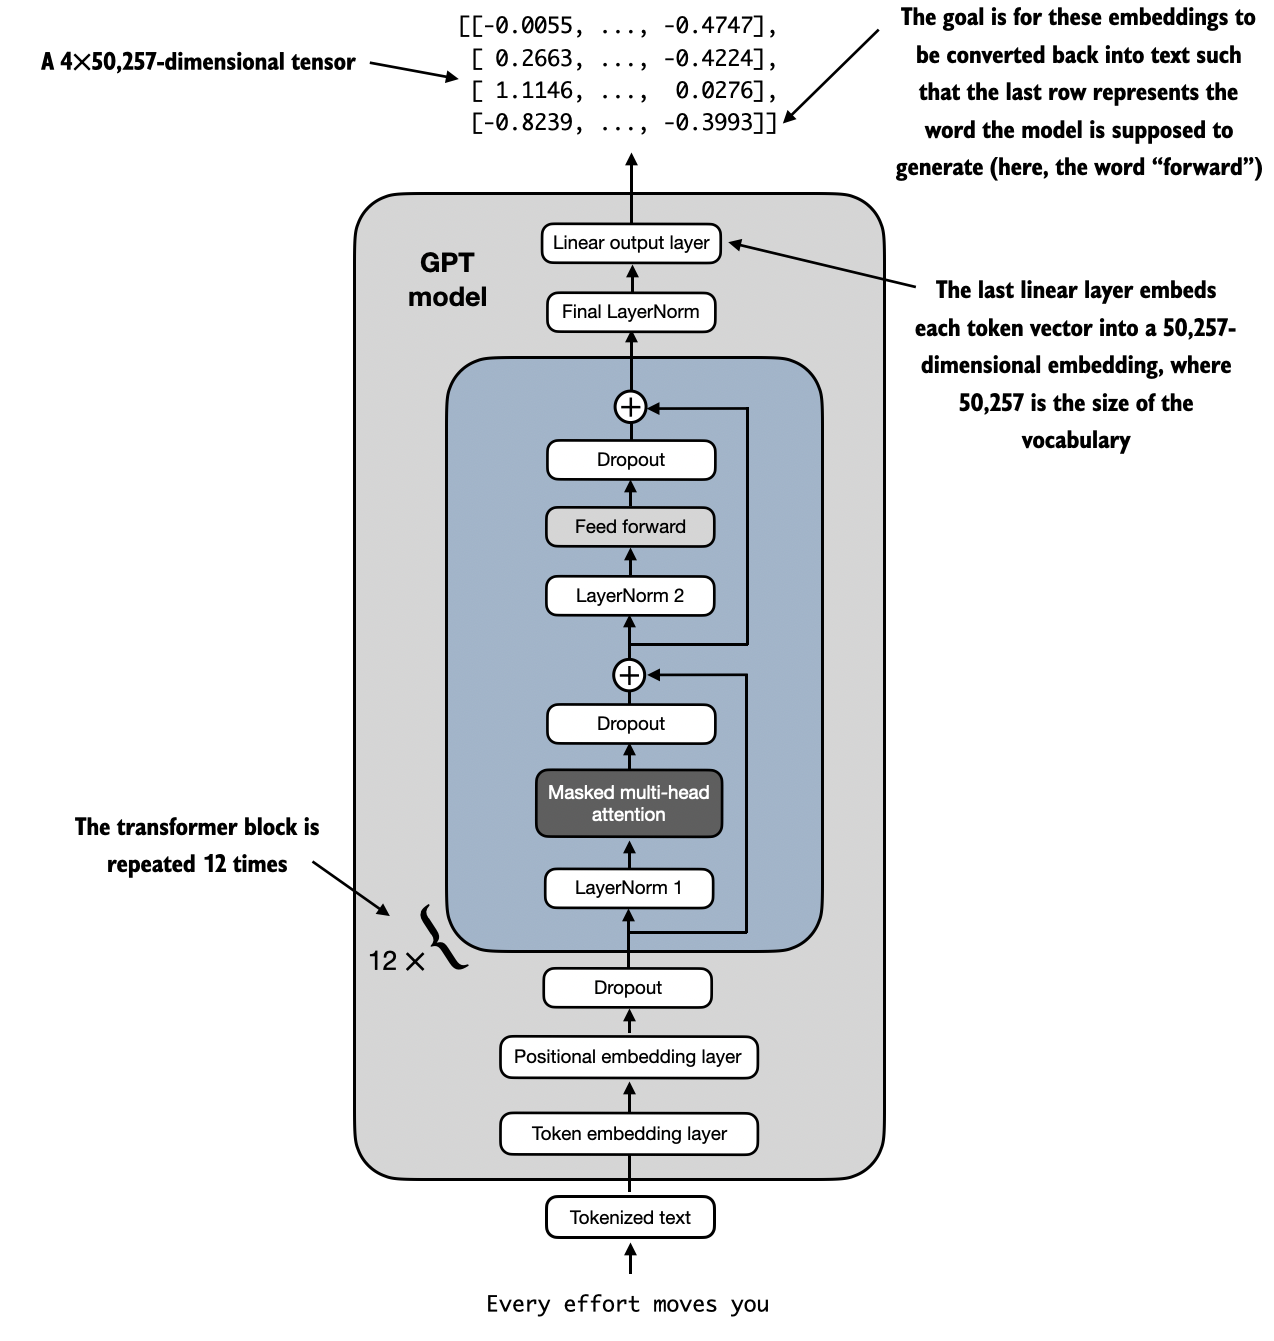 [[-0.0055, ..., -0.4747],
[ 0.2663, ..., -0.4224],
[ 1.1146, ...,  0.0276],
[-0.8239, ..., -0.3993]]
A 4×50,257-dimensional tensor
The goal is for these embeddings to
be converted back into text such
that the last row represents the
word the model is supposed to
generate (here, the word “forward”)
GPT
model
Linear output layer
Final LayerNorm
The last linear layer embeds
each token vector into a 50,257-
dimensional embedding, where
50,257 is the size of the
vocabulary
Dropout
Feed forward
LayerNorm 2
Dropout
Masked multi-head
attention
LayerNorm 1
The transformer block is
repeated 12 times
12 ×
Dropout
Positional embedding layer
Token embedding layer
Tokenized text
Every effort moves you